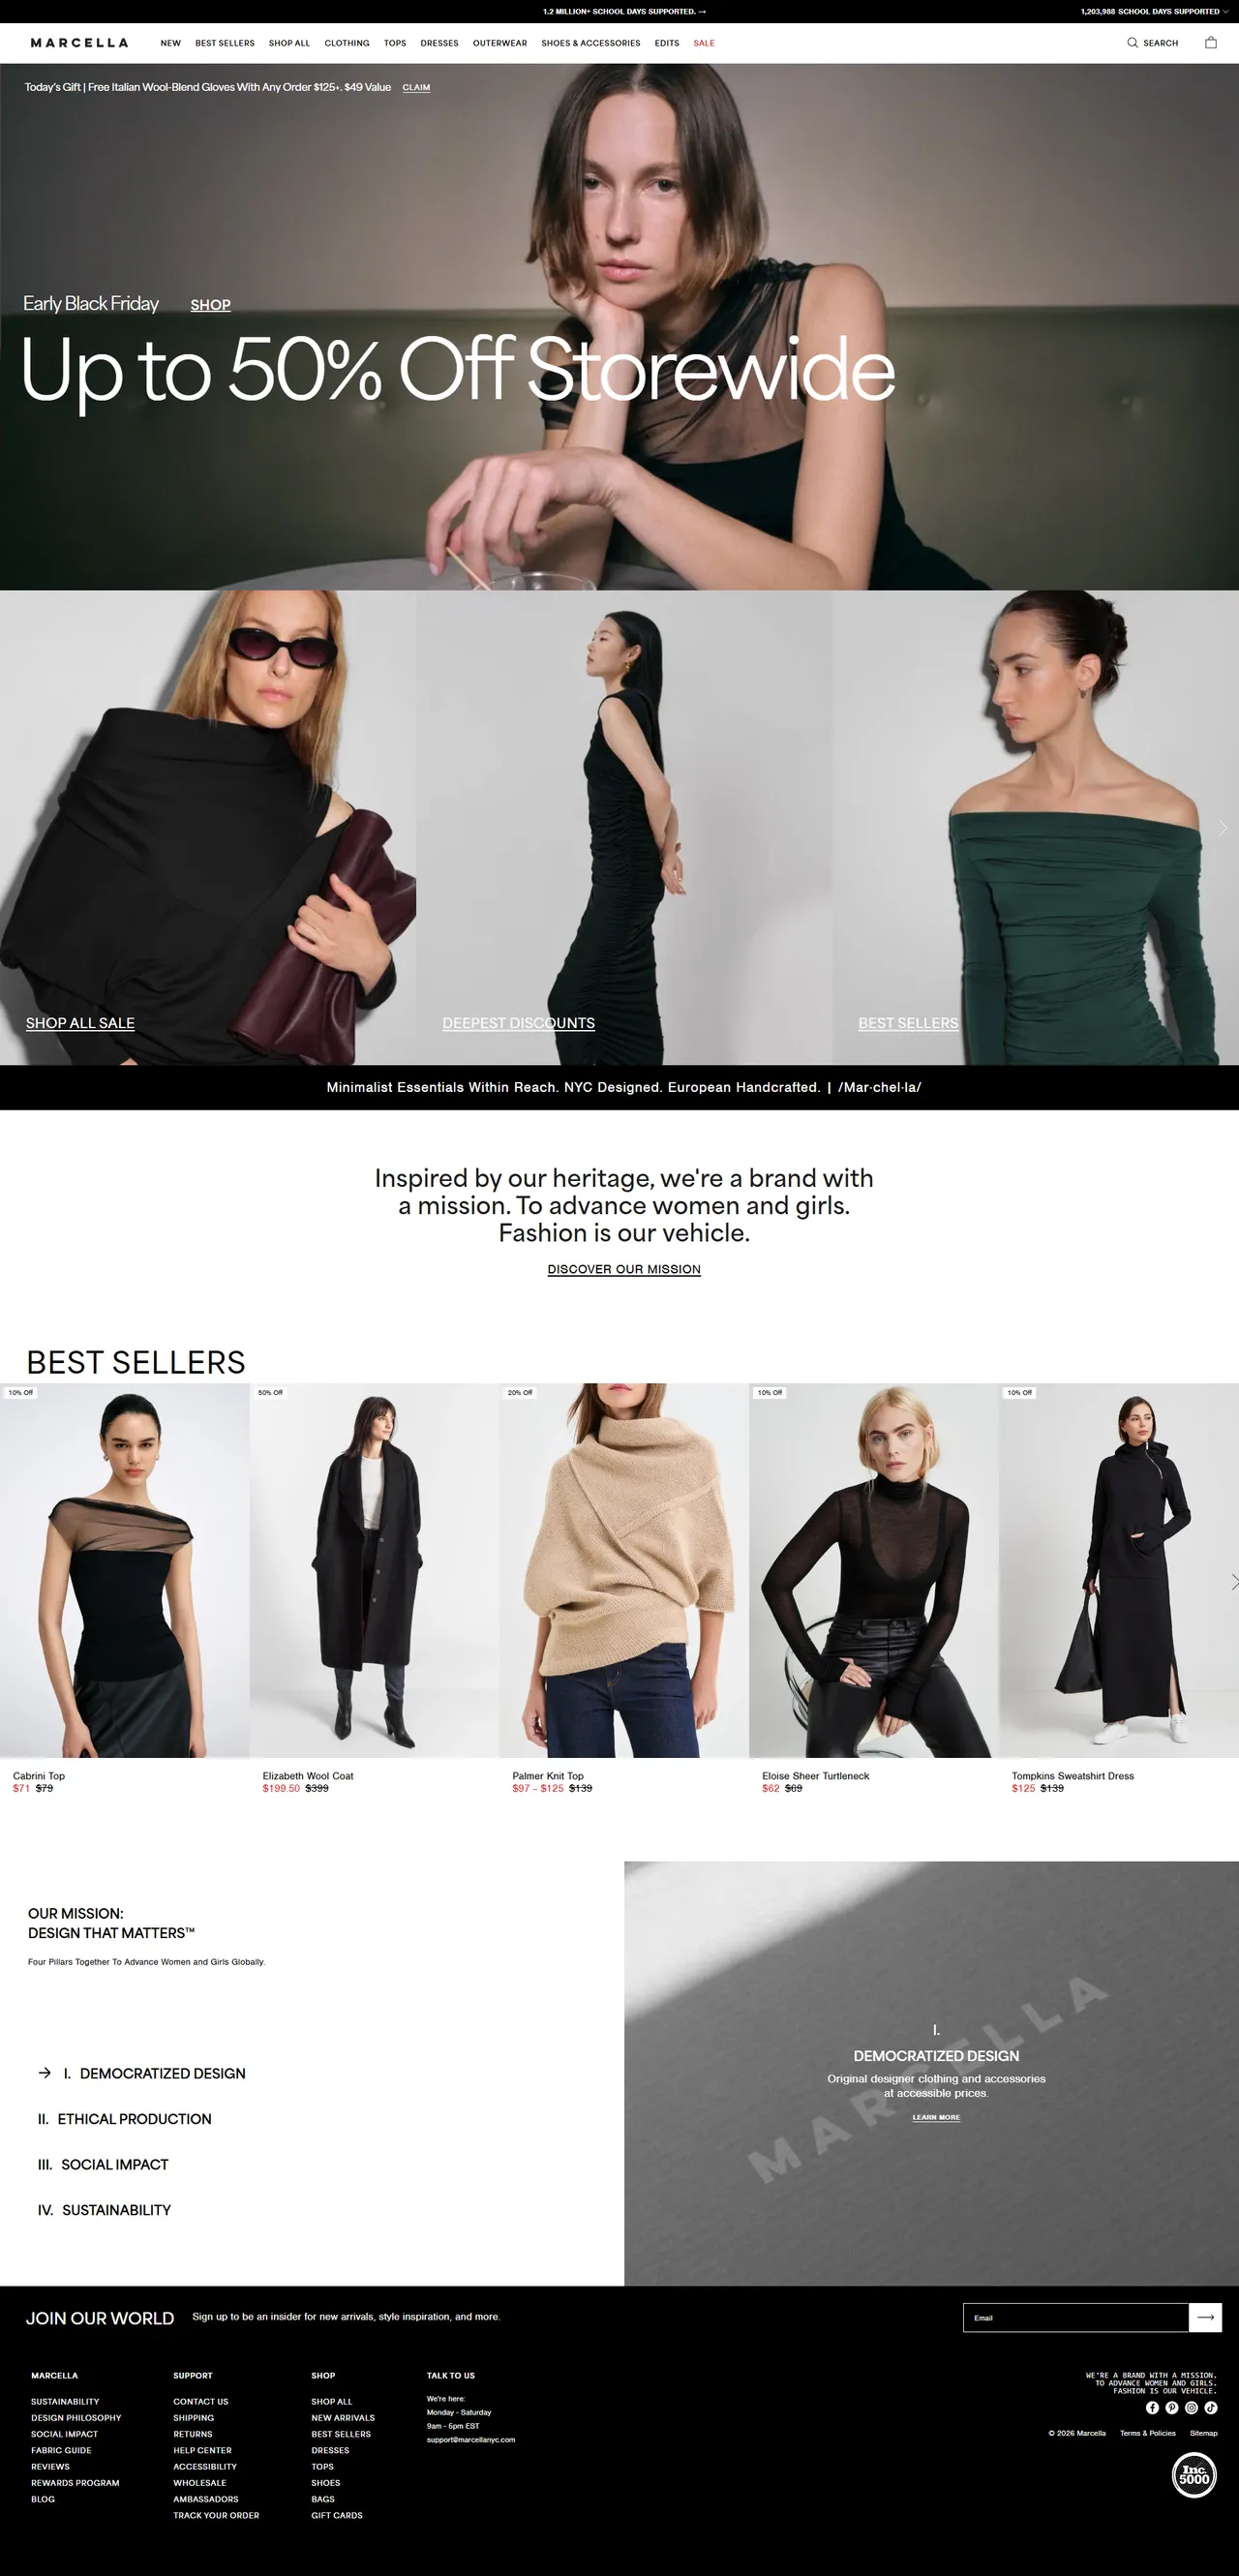 1.2 MILLION+ SCHOOL DAYS SUPPORTED. →
1,203,988 SCHOOL DAYS SUPPORTED
MARCELLA
NEW BEST SELLERS SHOP ALL CLOTHING TOPS DRESSES OUTERWEAR SHOES & ACCESSORIES EDITS SALE
SEARCH
Today's Gift | Free Italian Wool-Blend Gloves With Any Order $125+. $49 Value CLAIM
Early Black Friday SHOP
Up to 50% Off Storewide
SHOP ALL SALE
DEEPEST DISCOUNTS
BEST SELLERS
Minimalist Essentials Within Reach. NYC Designed. European Handcrafted. | /Mar·chel·la/
Inspired by our heritage, we're a brand with
a mission. To advance women and girls.
Fashion is our vehicle.
DISCOVER OUR MISSION
BEST SELLERS
10% Off
50% Off
20% Off
10% Off
10% Off
Cabrini Top
$71 $79
Elizabeth Wool Coat
$199.50 $399
Palmer Knit Top
$97 - $125 $139
Eloise Sheer Turtleneck
$62 $69
Tompkins Sweatshirt Dress
$125 $139
OUR MISSION:
DESIGN THAT MATTERS™
Four Pillars Together To Advance Women and Girls Globally.
→ I. DEMOCRATIZED DESIGN
II. ETHICAL PRODUCTION
III. SOCIAL IMPACT
IV. SUSTAINABILITY
MARCELLA
I.
DEMOCRATIZED DESIGN
Original designer clothing and accessories
at accessible prices.
LEARN MORE
JOIN OUR WORLD
Sign up to be an insider for new arrivals, style inspiration, and more.
Email
MARCELLA
SUSTAINABILITY
DESIGN PHILOSOPHY
SOCIAL IMPACT
FABRIC GUIDE
REVIEWS
REWARDS PROGRAM
BLOG
SUPPORT
CONTACT US
SHIPPING
RETURNS
HELP CENTER
ACCESSIBILITY
WHOLESALE
AMBASSADORS
TRACK YOUR ORDER
SHOP
SHOP ALL
NEW ARRIVALS
BEST SELLERS
DRESSES
TOPS
SHOES
BAGS
GIFT CARDS
TALK TO US
We're here:
Monday - Saturday
9am - 5pm EST
support@marcellanyc.com
WE'RE A BRAND WITH A MISSION.
TO ADVANCE WOMEN AND GIRLS.
FASHION IS OUR VEHICLE.
© 2026 Marcella Terms & Policies Sitemap
Inc.
5000